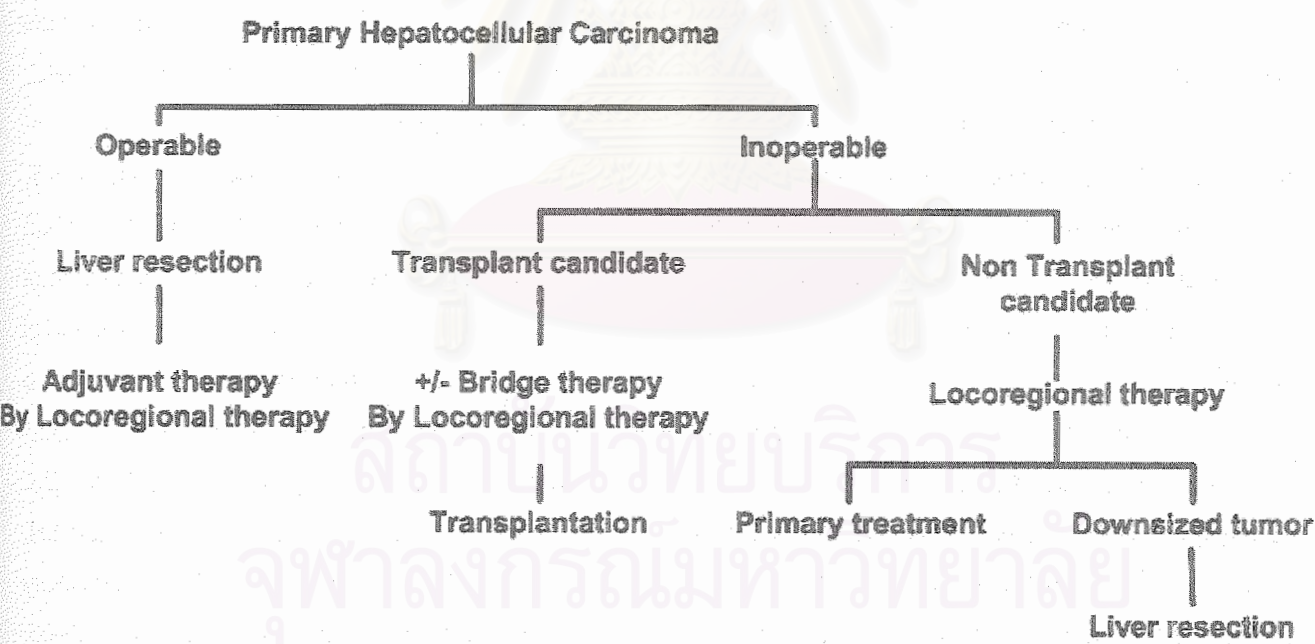 Primary Hepatocellular Carcinoma
Operable
Inoperable
Liver resection
Transplant candidate
Non Transplant
candidate
Adjuvant therapy
By Locoregional therapy
+/- Bridge therapy
By Locoregional therapy
Locoregional therapy
Transplantation
Primary treatment
Downsized tumor
Liver resection
สถาบันวิทยบริการ
จุฬาลงกรณ์มหาวิทยาลัย